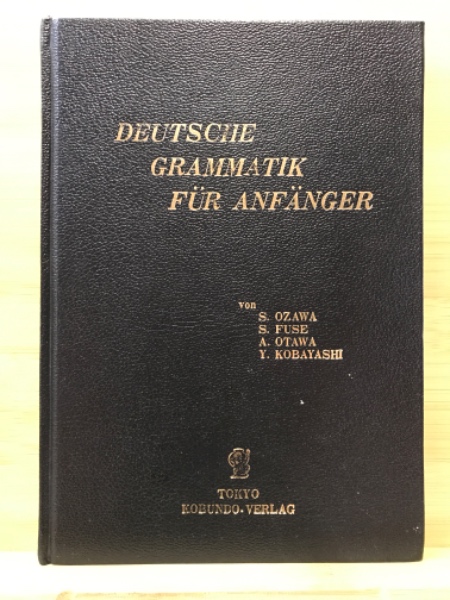 DEUTSCHE
GRAMMATIK
FÜR ANFÄNGER
von
S. OZAWA
S. FUSE
A. OTAWA
Y. KOBAYASHI
TOKYO
KOBUNDO-VERLAG